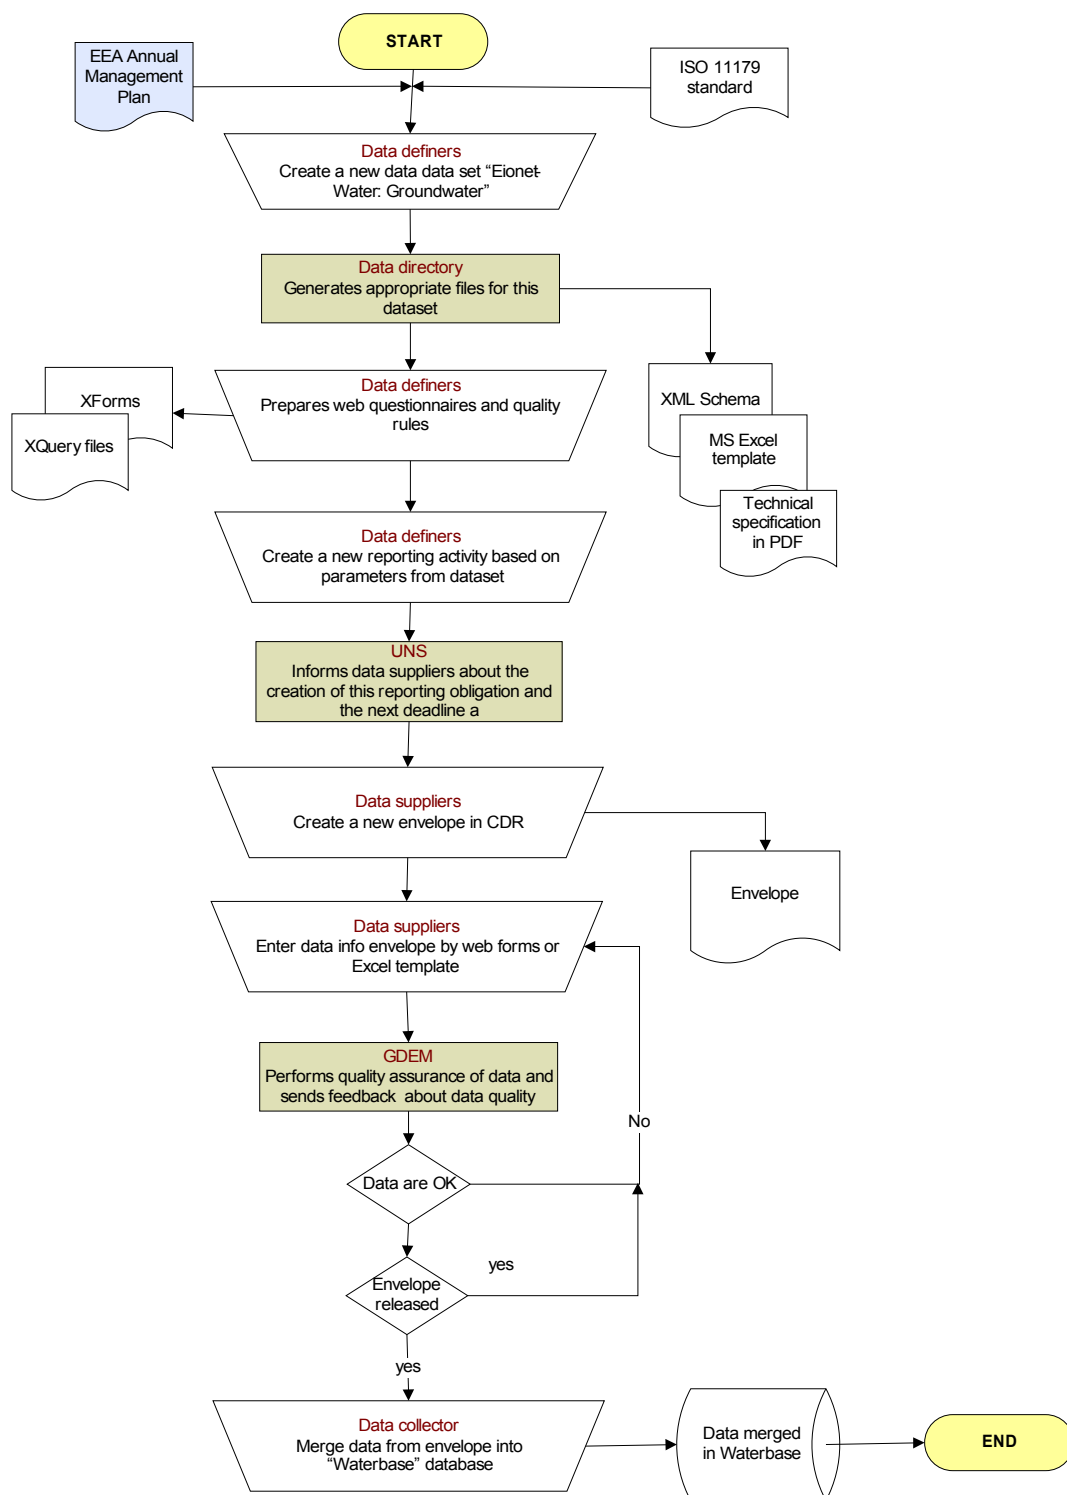 START
EEA Annual
Management
Plan
ISO 11179
standard
Data definers
Create a new data data set “Eionet-
Water: Groundwater”
Data directory
Generates appropriate files for this
dataset
XForms
XQuery files
Data definers
Prepares web questionnaires and quality
rules
XML Schema
MS Excel
template
Technical
specification
in PDF
Data definers
Create a new reporting activity based on
parameters from dataset
UNS
Informs data suppliers about the
creation of this reporting obligation and
the next deadline a
Data suppliers
Create a new envelope in CDR
Envelope
Data suppliers
Enter data info envelope by web forms or
Excel template
GDEM
Performs quality assurance of data and
sends feedback about data quality
No
Data are OK
yes
Envelope
released
yes
Data collector
Merge data from envelope into
“Waterbase” database
Data merged
in Waterbase
END